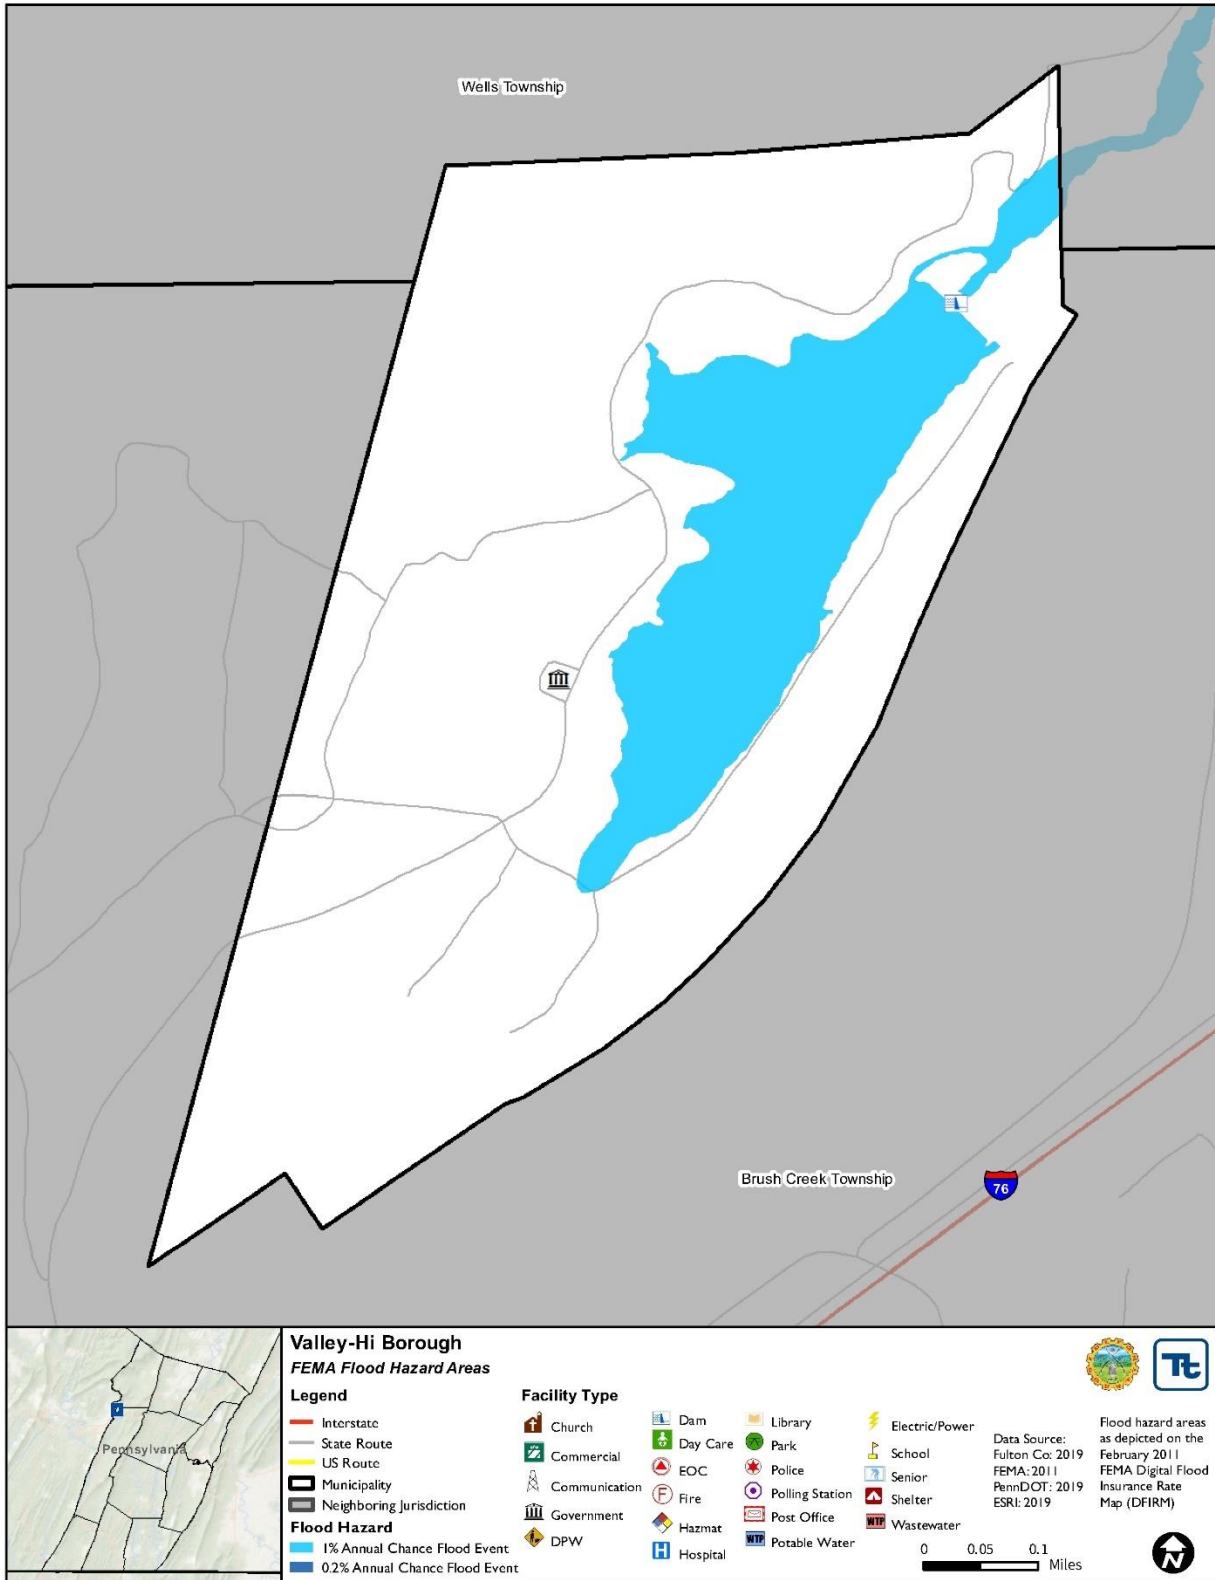 Wells Township
Brush Creek Township
76
Pennsylvania
Valley-Hi Borough
FEMA Flood Hazard Areas
Legend
Interstate
State Route
US Route
Municipality
Neighboring Jurisdiction
Flood Hazard
1% Annual Chance Flood Event
0.2% Annual Chance Flood Event
Facility Type
Church
Commercial
Communication
Government
DPW
Dam
Day Care
EOC
F Fire
Hazmat
H Hospital
Library
Park
Police
Polling Station
Post Office
WTP Potable Water
Electric/Power
School
Senior
Shelter
WTP Wastewater
Data Source:
Fulton Co: 2019
FEMA: 2011
PennDOT: 2019
ESRI: 2019
Tt
Flood hazard areas
as depicted on the
February 2011
FEMA Digital Flood
Insurance Rate
Map (DFIRM)
0 0.05 0.1
Miles
N